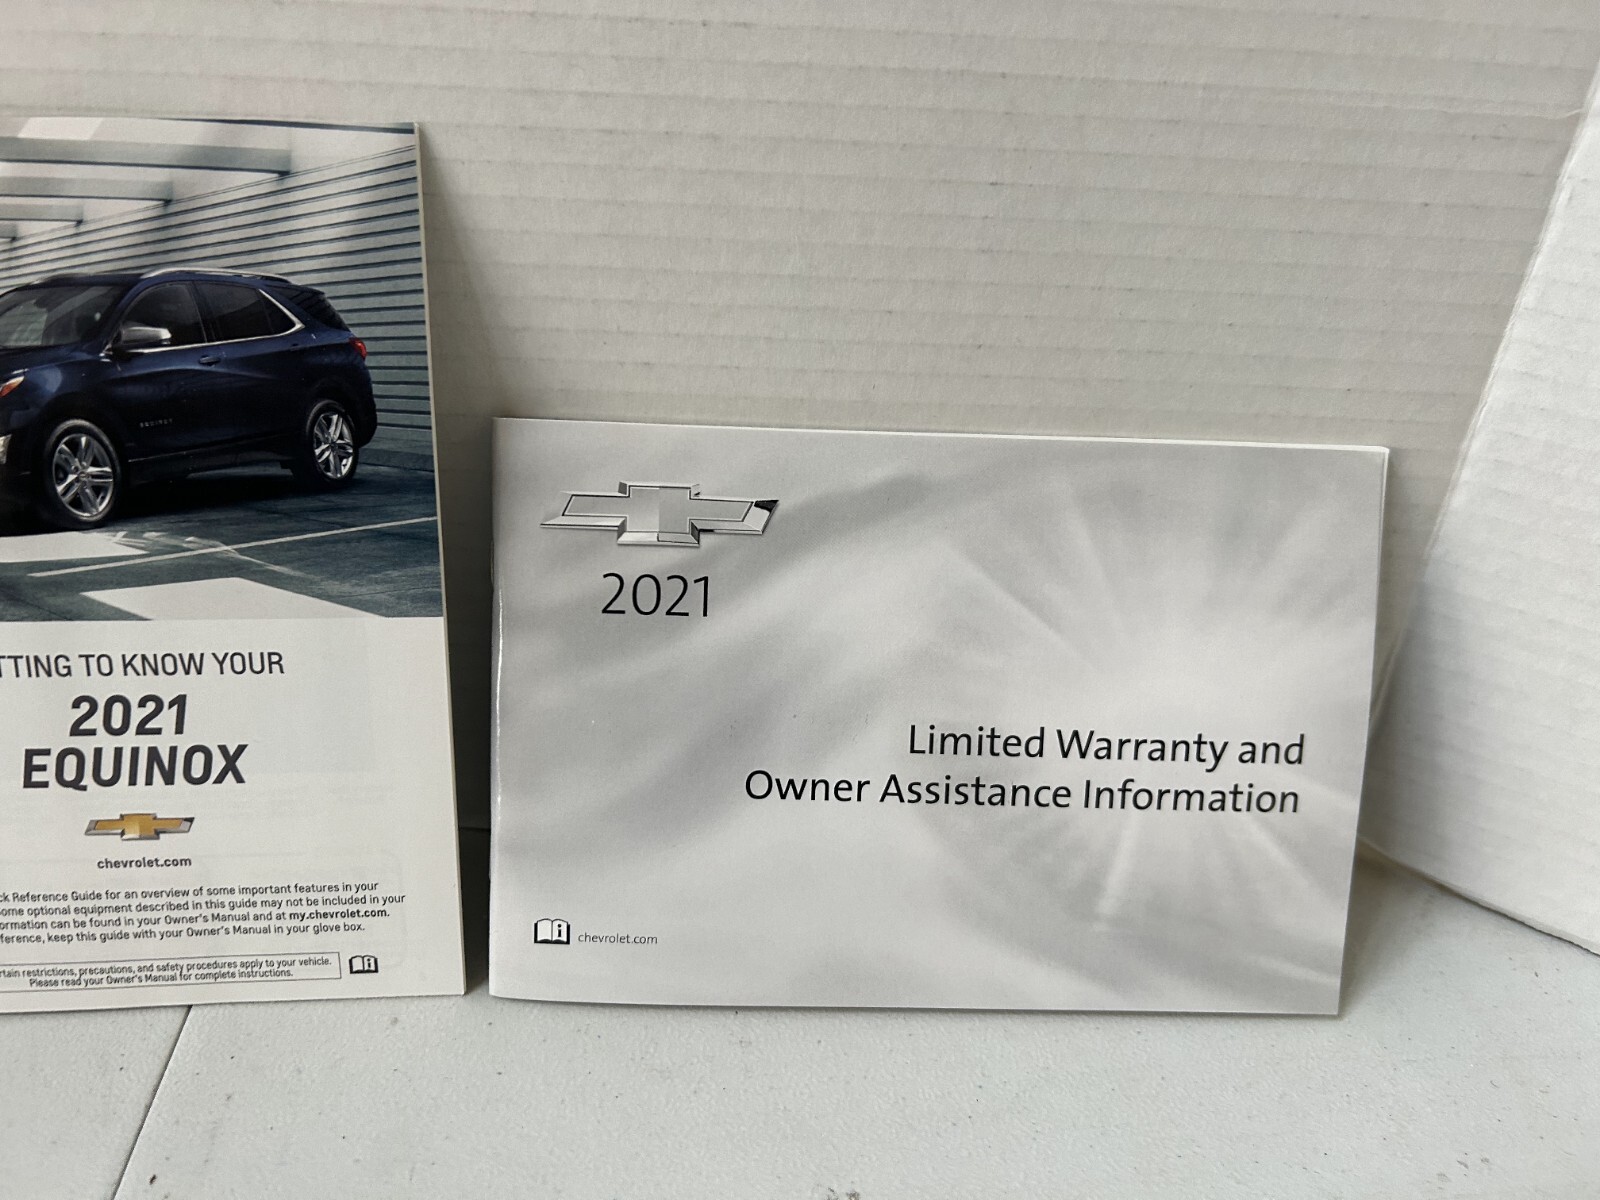 EQUINOX
TTING TO KNOW YOUR
2021
EQUINOX
chevrolet.com
ck Reference Guide for an overview of some important features in your
ome optional equipment described in this guide may not be included in your
ormation can be found in your Owner's Manual and at my.chevrolet.com.
ference, keep this guide with your Owner's Manual in your glove box.
rtain restrictions, precautions, and safety procedures apply to your vehicle.
Please read your Owner's Manual for complete instructions.
2021
Limited Warranty and
Owner Assistance Information
chevrolet.com